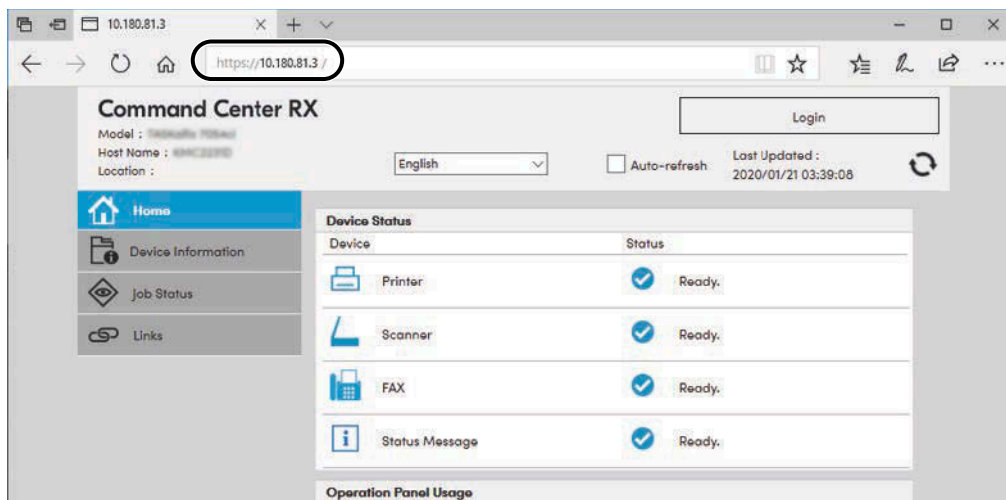 10.180.81.3
https://10.180.81.3 /
Command Center RX
Login
Model :
Host Name :
Location :
English
Auto-refresh
Last Updated :
2020/01/21 03:39:08
Home
Device Information
Job Status
Links
Device Status
Device Status
Printer Ready.
Scanner Ready.
FAX Ready.
Status Message Ready.
Operation Panel Usage